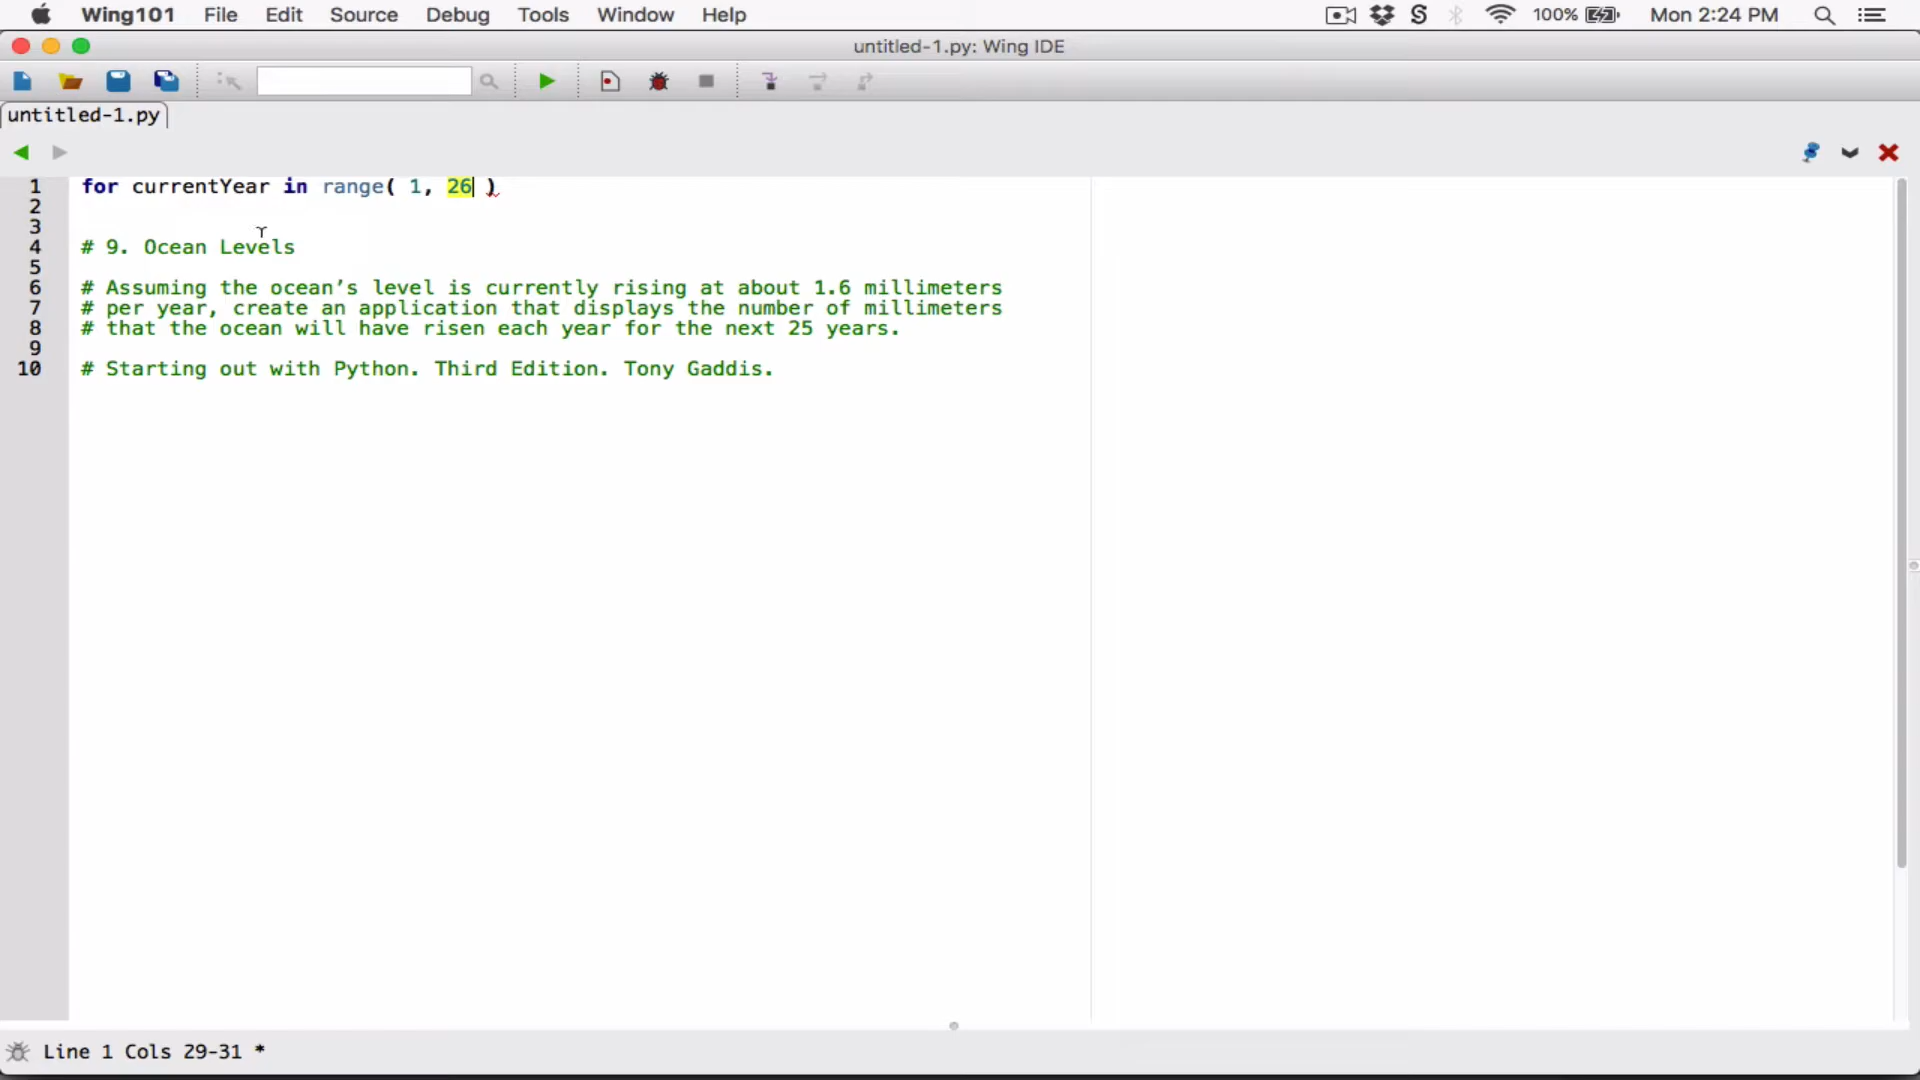 Wing101 File Edit Source Debug Tools Window Help 100% Mon 2:24 PM
untitled-1.py: Wing IDE
untitled-1.py
1 for currentYear in range( 1, 26 )
2
3
4 # 9. Ocean Levels
5
6 # Assuming the ocean’s level is currently rising at about 1.6 millimeters
7 # per year, create an application that displays the number of millimeters
8 # that the ocean will have risen each year for the next 25 years.
9
10 # Starting out with Python. Third Edition. Tony Gaddis.
Line 1 Cols 29-31 *